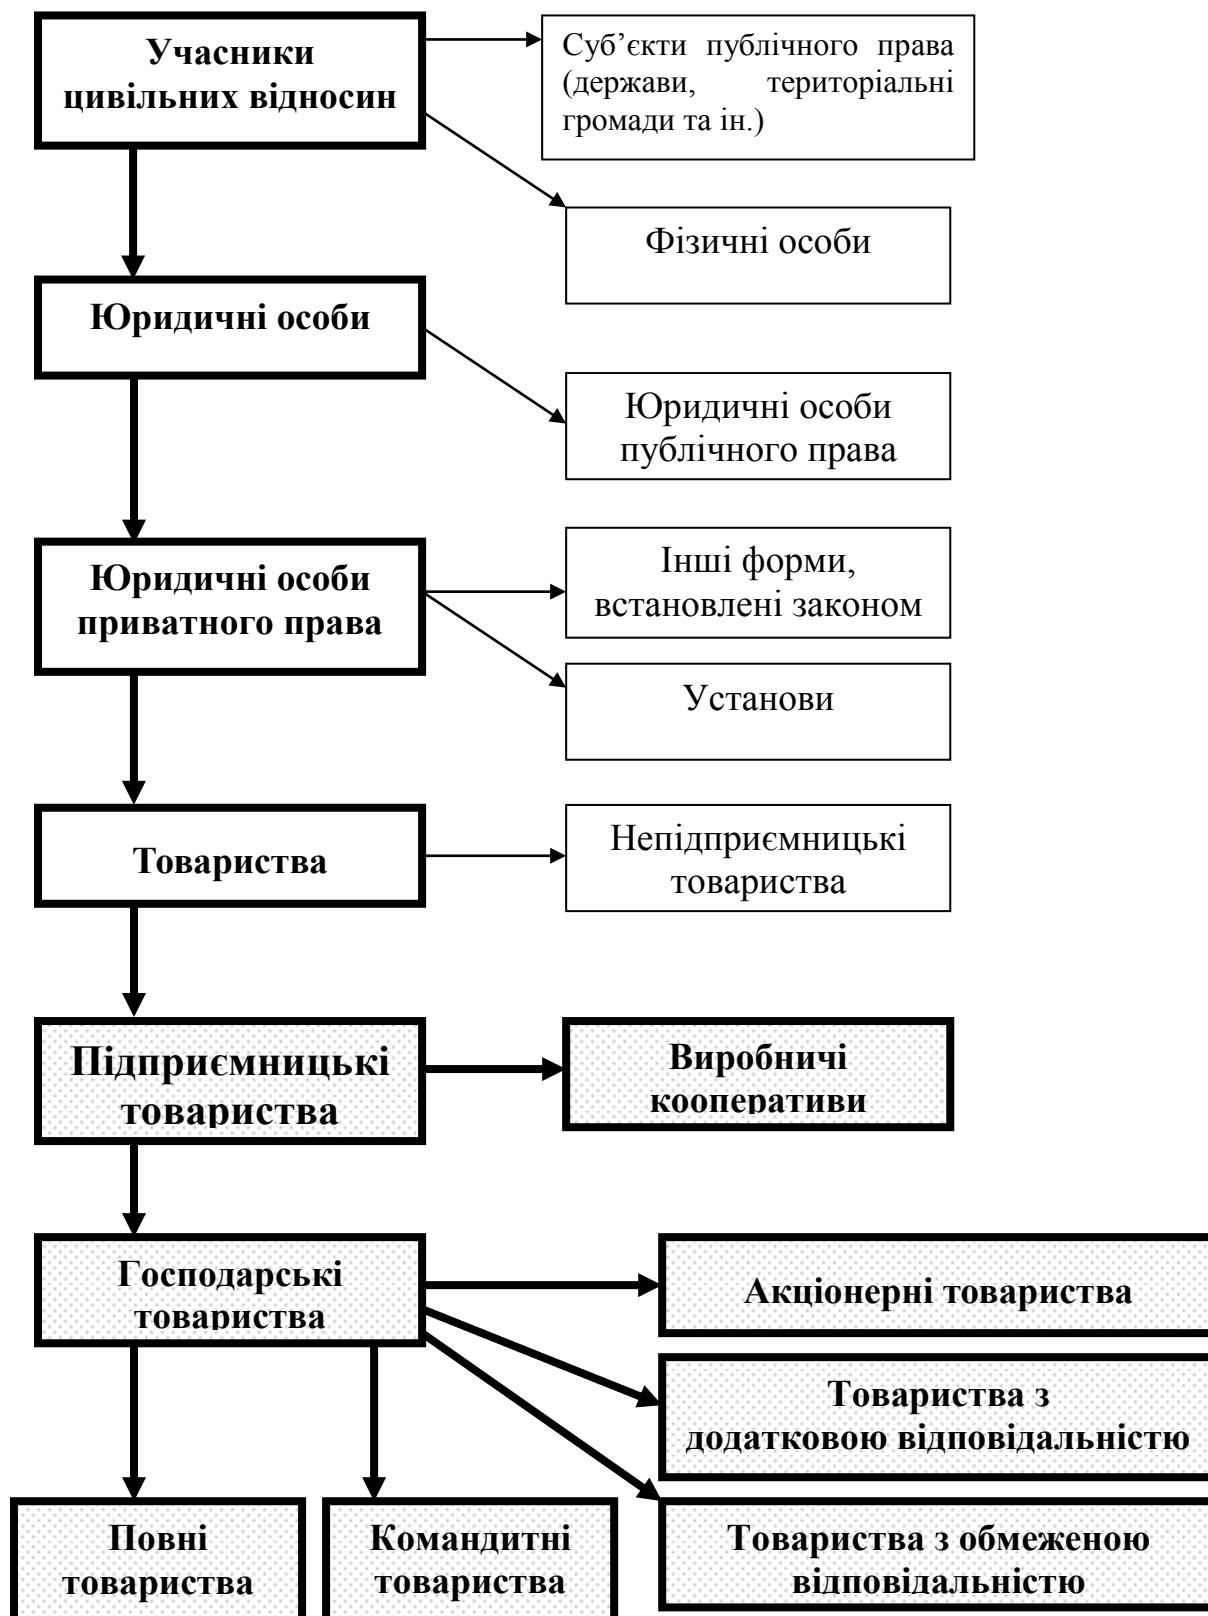 Учасники
цивільних відносин
Суб’єкти публічного права
(держави, територіальні
громади та ін.)
Фізичні особи
Юридичні особи
Юридичні особи
публічного права
Юридичні особи
приватного права
Інші форми,
встановлені законом
Установи
Товариства
Непідприємницькі
товариства
Підприємницькі
товариства
Виробничі
кооперативи
Господарські
товариства
Акціонерні товариства
Товариства з
додатковою відповідальністю
Повні
товариства
Командитні
товариства
Товариства з обмеженою
відповідальністю